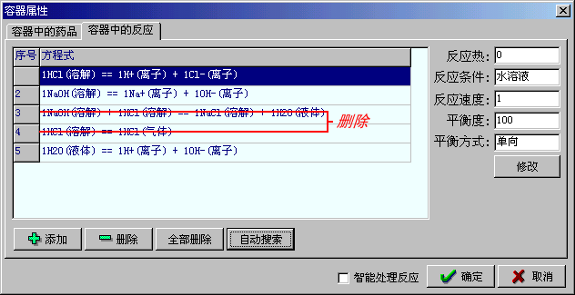 容器属性
容器中的药品 容器中的反应
序号 方程式
1HCl(溶解) == 1H+(离子) + 1Cl-(离子)
2 1NaOH(溶解) == 1Na+(离子) + 1OH-(离子)
3 1NaOH(溶解) + 1HCl(溶解) == 1NaCl(溶解) + 1H2O(液体)
删除
4 1HCl(溶解) == 1HCl(气体)
5 1H2O(液体) == 1H+(离子) + 1OH-(离子)
反应热: 0
反应条件: 水溶液
反应速度: 1
平衡度: 100
平衡方式: 单向
修改
添加 删除 全部删除 自动搜索
智能处理反应 确定 取消